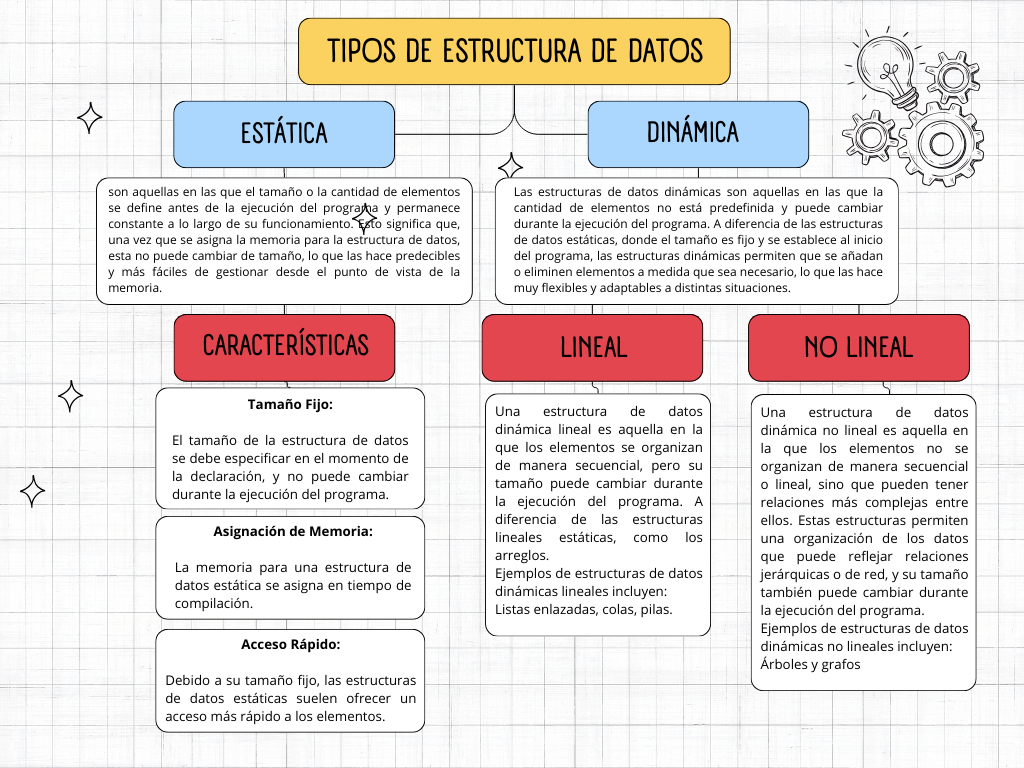 TIPOS DE ESTRUCTURA DE DATOS
ESTÁTICA
son aquellas en las que el tamaño o la cantidad de elementos
se define antes de la ejecución del programa y permanece
constante a lo largo de su funcionamiento. Esto significa que,
una vez que se asigna la memoria para la estructura de datos,
esta no puede cambiar de tamaño, lo que las hace predecibles
y más fáciles de gestionar desde el punto de vista de la
memoria.
CARACTERÍSTICAS
Tamaño Fijo:
El tamaño de la estructura de datos
se debe especificar en el momento de
la declaración, y no puede cambiar
durante la ejecución del programa.
Asignación de Memoria:
La memoria para una estructura de
datos estática se asigna en tiempo de
compilación.
Acceso Rápido:
Debido a su tamaño fijo, las estructuras
de datos estáticas suelen ofrecer un
acceso más rápido a los elementos.
DINÁMICA
Las estructuras de datos dinámicas son aquellas en las que la
cantidad de elementos no está predefinida y puede cambiar
durante la ejecución del programa. A diferencia de las estructuras
de datos estáticas, donde el tamaño es fijo y se establece al inicio
del programa, las estructuras dinámicas permiten que se añadan
o eliminen elementos a medida que sea necesario, lo que las hace
muy flexibles y adaptables a distintas situaciones.
LINEAL
Una estructura de datos
dinámica lineal es aquella en la
que los elementos se organizan
de manera secuencial, pero su
tamaño puede cambiar durante
la ejecución del programa. A
diferencia de las estructuras
lineales estáticas, como los
arreglos.
Ejemplos de estructuras de datos
dinámicas lineales incluyen:
Listas enlazadas, colas, pilas.
NO LINEAL
Una estructura de datos
dinámica no lineal es aquella en
la que los elementos no se
organizan de manera secuencial
o lineal, sino que pueden tener
relaciones más complejas entre
ellos. Estas estructuras permiten
una organización de los datos
que puede reflejar relaciones
jerárquicas o de red, y su tamaño
también puede cambiar durante
la ejecución del programa.
Ejemplos de estructuras de datos
dinámicas no lineales incluyen:
Árboles y grafos